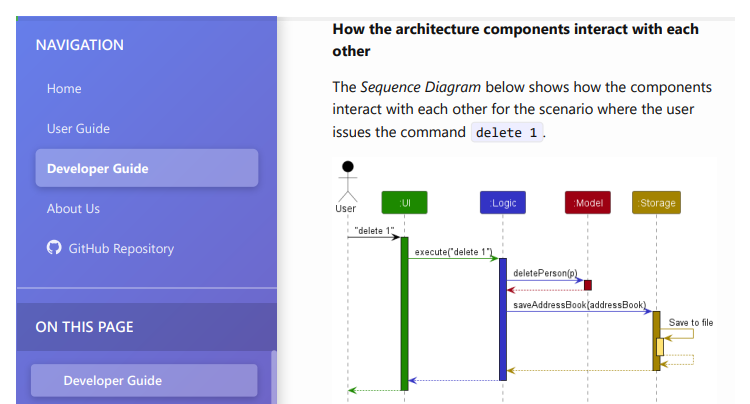 NAVIGATION
Home
User Guide
Developer Guide
About Us
GitHub Repository
ON THIS PAGE
Developer Guide
How the architecture components interact with each
other
The Sequence Diagram below shows how the components
interact with each other for the scenario where the user
issues the command delete 1.
User
:UI
:Logic
:Model
:Storage
"delete 1"
execute("delete 1")
deletePerson(p)
saveAddressBook(addressBook)
Save to file